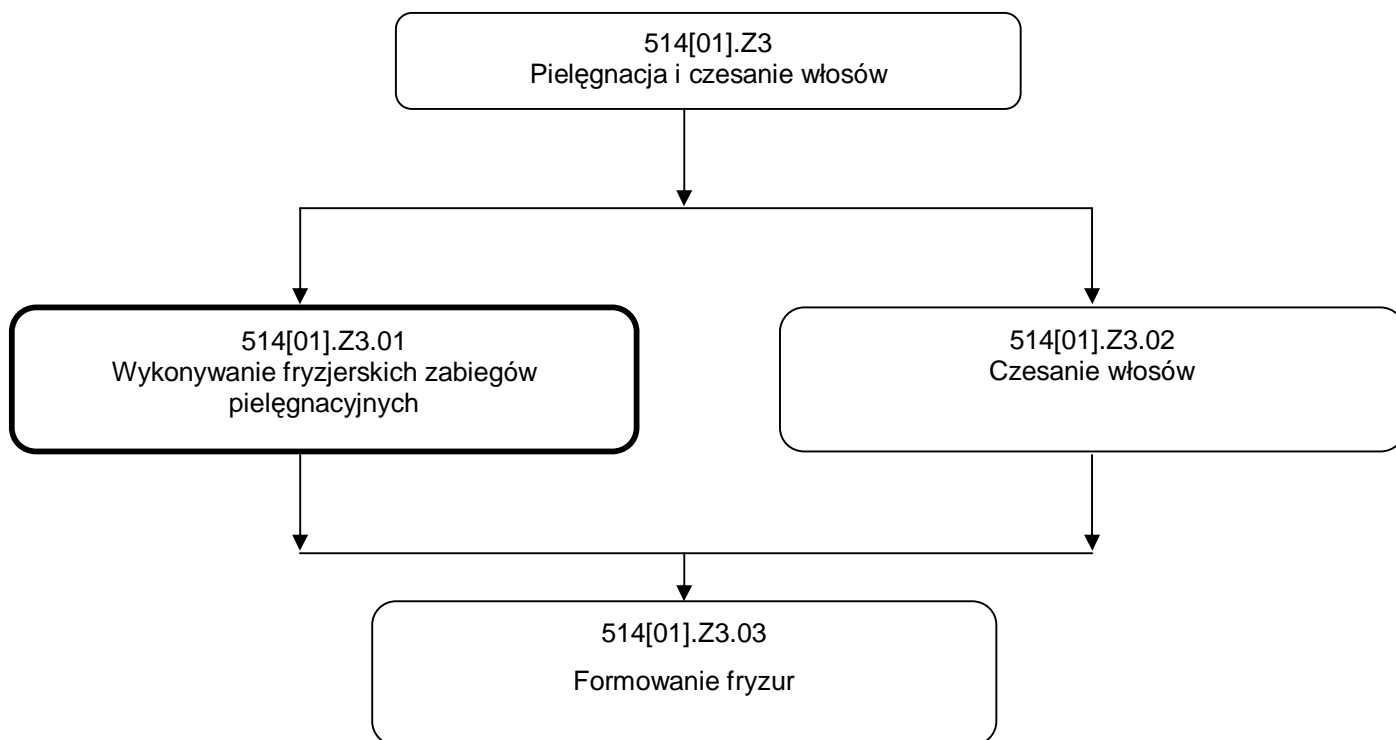 514[01].Z3
Pielęgnacja i czesanie włosów
514[01].Z3.01
Wykonywanie fryzjerskich zabiegów
pielęgnacyjnych
514[01].Z3.02
Czesanie włosów
514[01].Z3.03
Formowanie fryzur